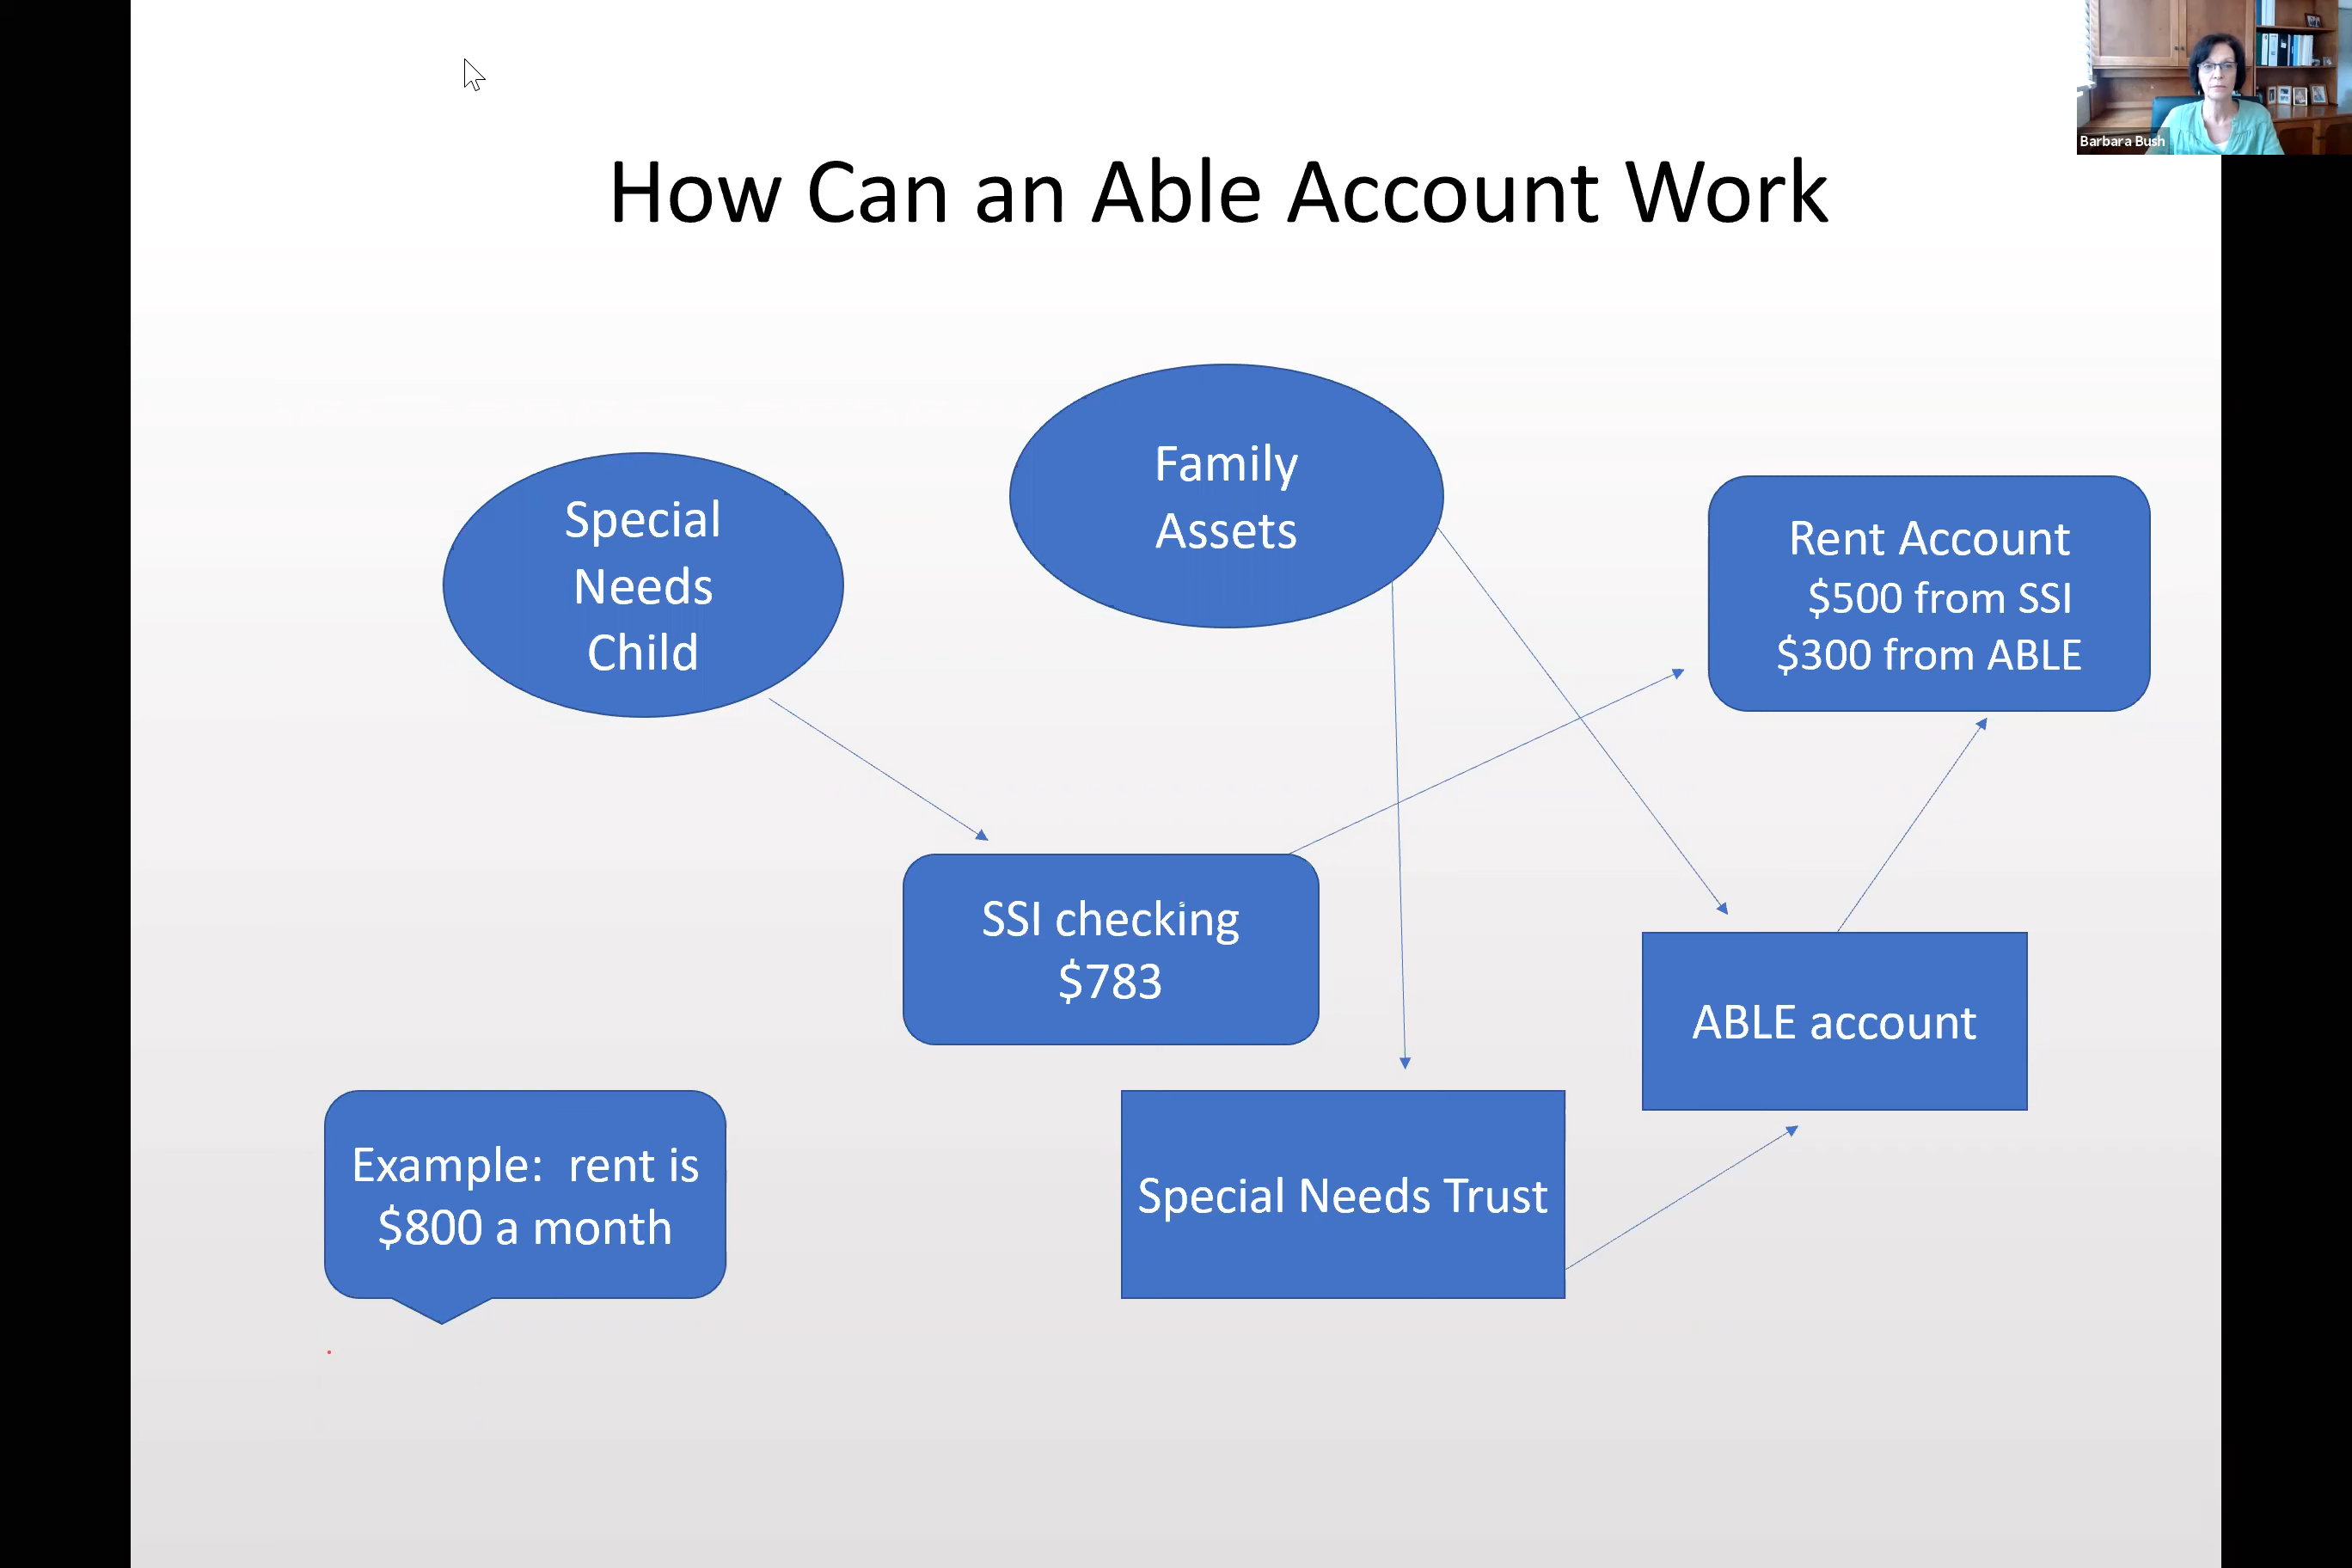 Barbara Bush
How Can an Able Account Work
Family
Assets
Special
Needs
Child
Rent Account
$500 from SSI
$300 from ABLE
SSI checking
$783
ABLE account
Example:  rent is
$800 a month
Special Needs Trust